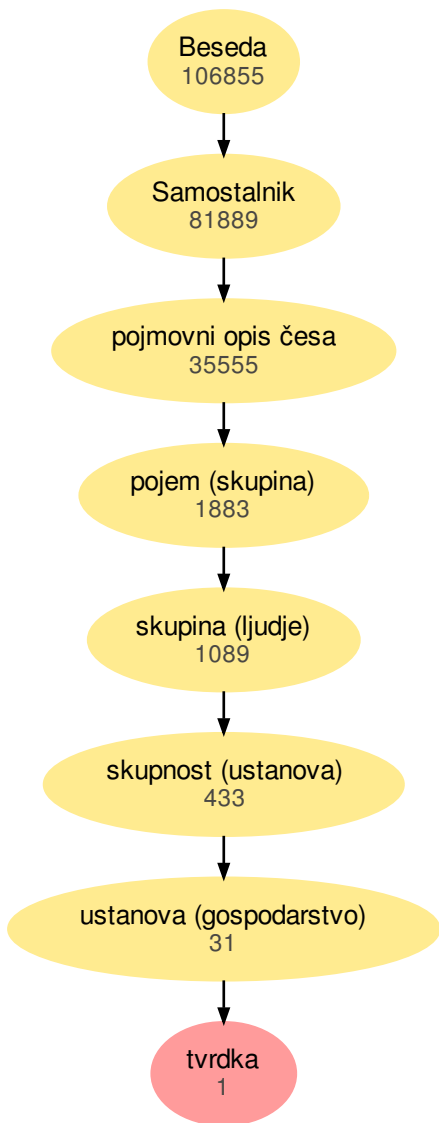 Beseda
106855
Samostalnik
81889
pojmovni opis česa
35555
pojem (skupina)
1883
skupina (ljudje)
1089
skupnost (ustanova)
433
ustanova (gospodarstvo)
31
tvrdka
1